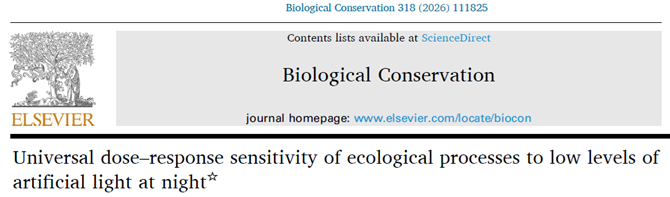 Biological Conservation 318 (2026) 111825
Contents lists available at ScienceDirect
Biological Conservation
ELSEVIER
journal homepage: www.elsevier.com/locate/biocon
Universal dose–response sensitivity of ecological processes to low levels of
artificial light at night☆